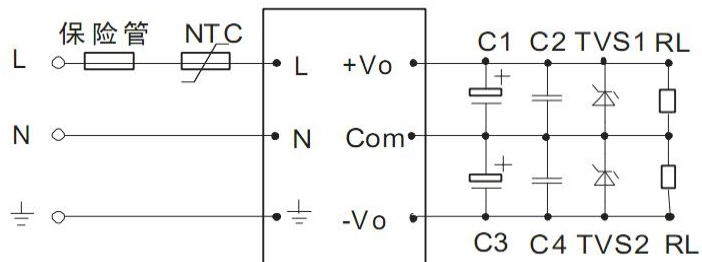 保险管 NTC
C1 C2 TVS1 RL
L L +Vo
N N Com
-Vo
C3 C4 TVS2 RL